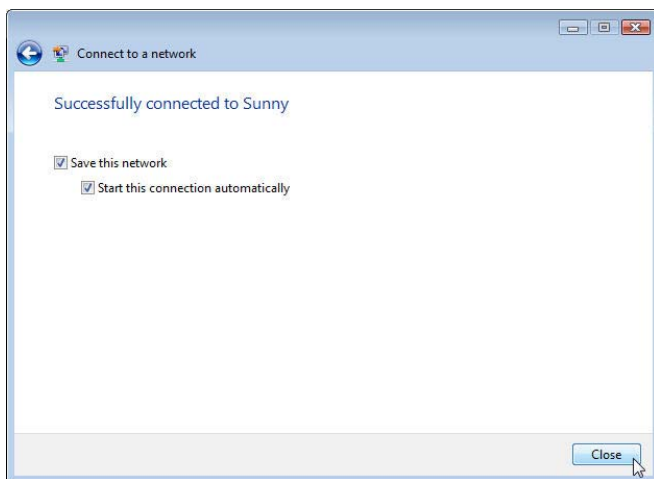 Connect to a network
Successfully connected to Sunny
Save this network
Start this connection automatically
Close